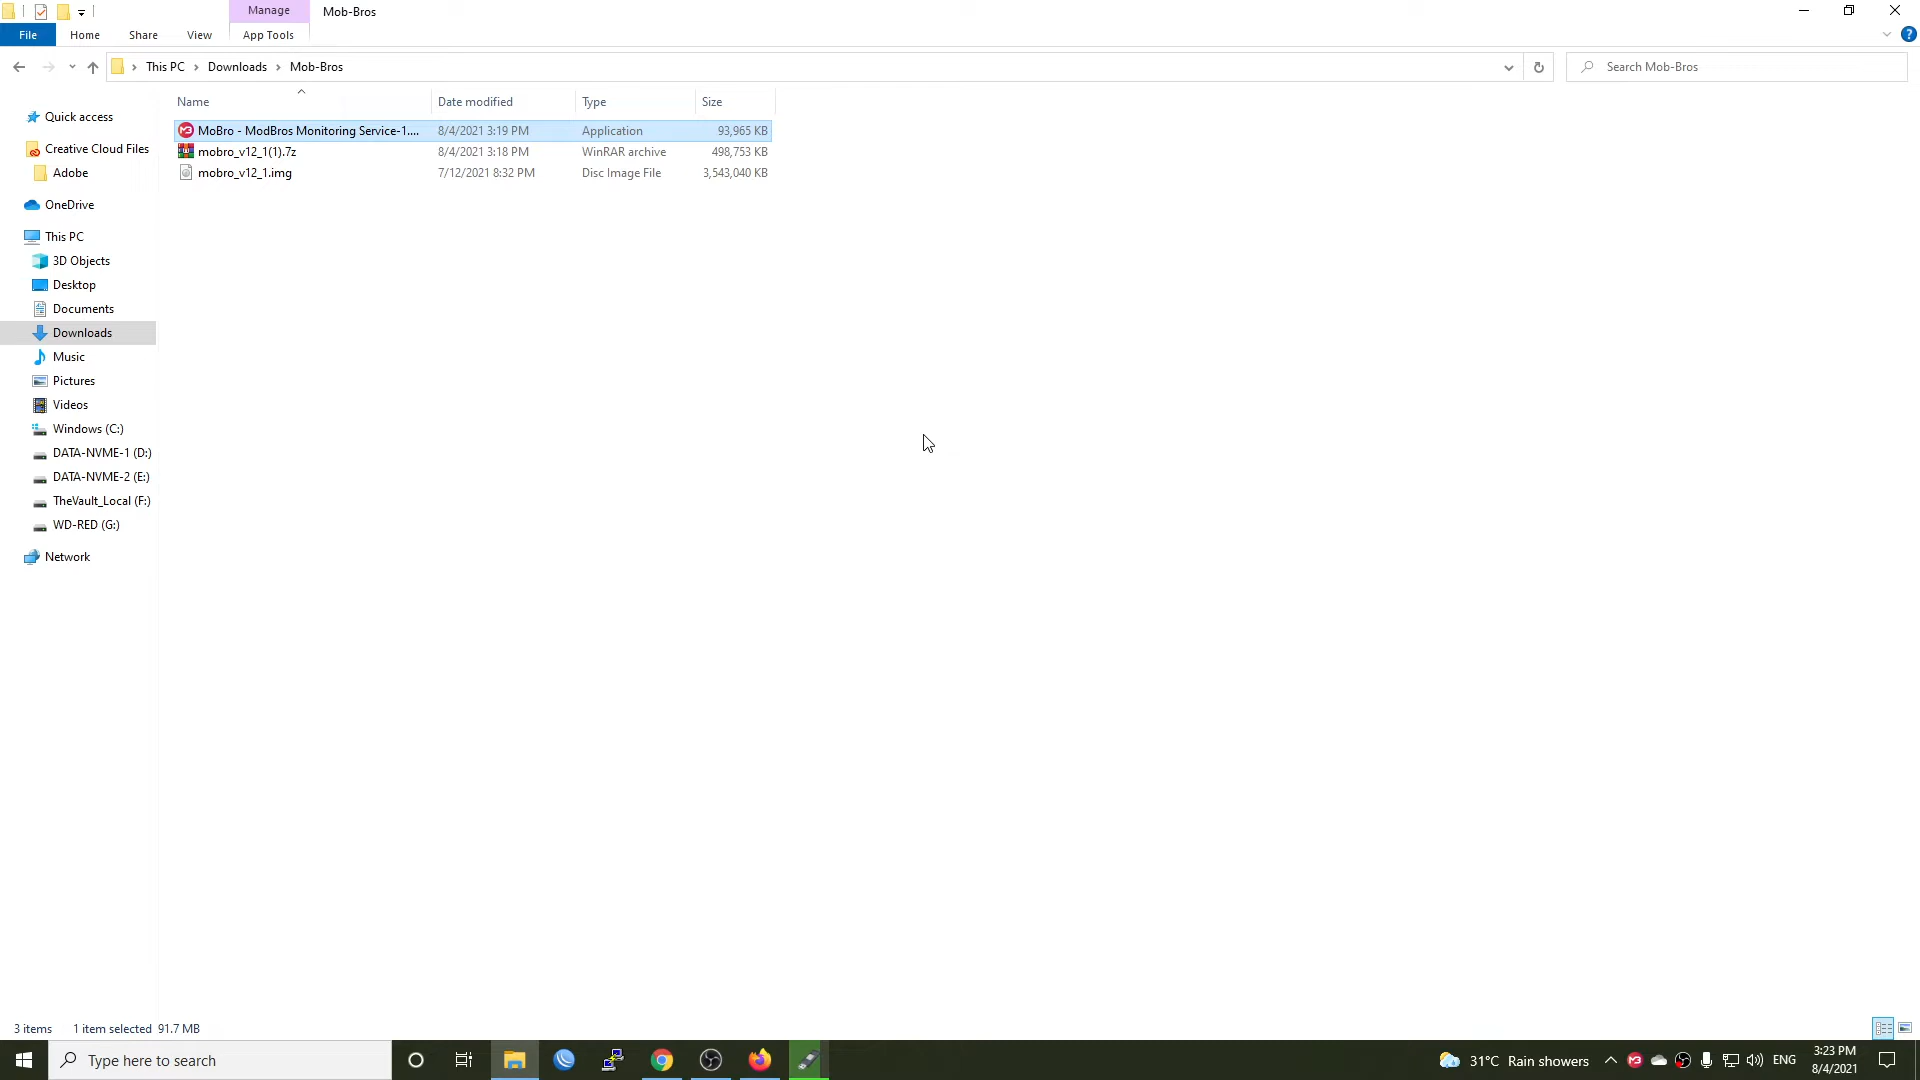 Manage
Mob-Bros
File
Home
Share
View
App Tools
This PC
Downloads
Mob-Bros
Search Mob-Bros
Name
Date modified
Type
Size
MoBro - ModBros Monitoring Service-1....
8/4/2021 3:19 PM
Application
93,965 KB
mobro_v12_1(1).7z
8/4/2021 3:18 PM
WinRAR archive
498,753 KB
mobro_v12_1.img
7/12/2021 8:32 PM
Disc Image File
3,543,040 KB
Quick access
Creative Cloud Files
Adobe
OneDrive
This PC
3D Objects
Desktop
Documents
Downloads
Music
Pictures
Videos
Windows (C:)
DATA-NVME-1 (D:)
DATA-NVME-2 (E:)
TheVault_Local (F:)
WD-RED (G:)
Network
3 items
1 item selected 91.7 MB
Type here to search
31°C Rain showers
ENG
3:23 PM
8/4/2021